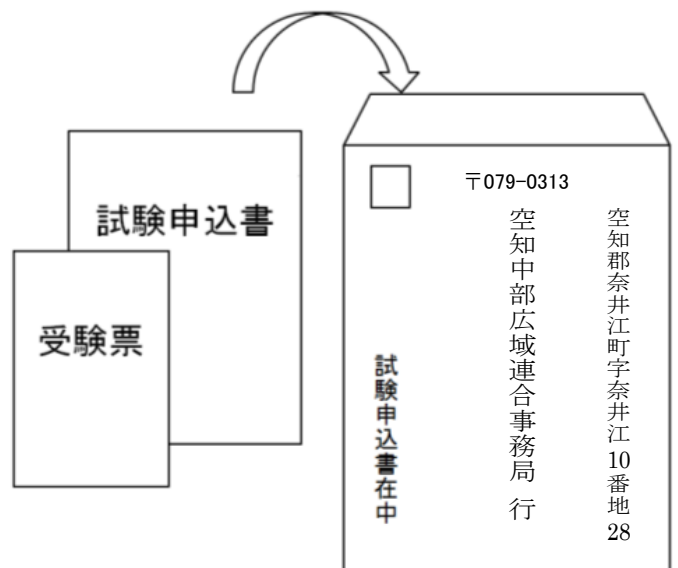 試験申込書
受験票
〒079-0313
空知郡奈井江町字奈井江10番地28
空知中部広域連合事務局 行
試験申込書在中